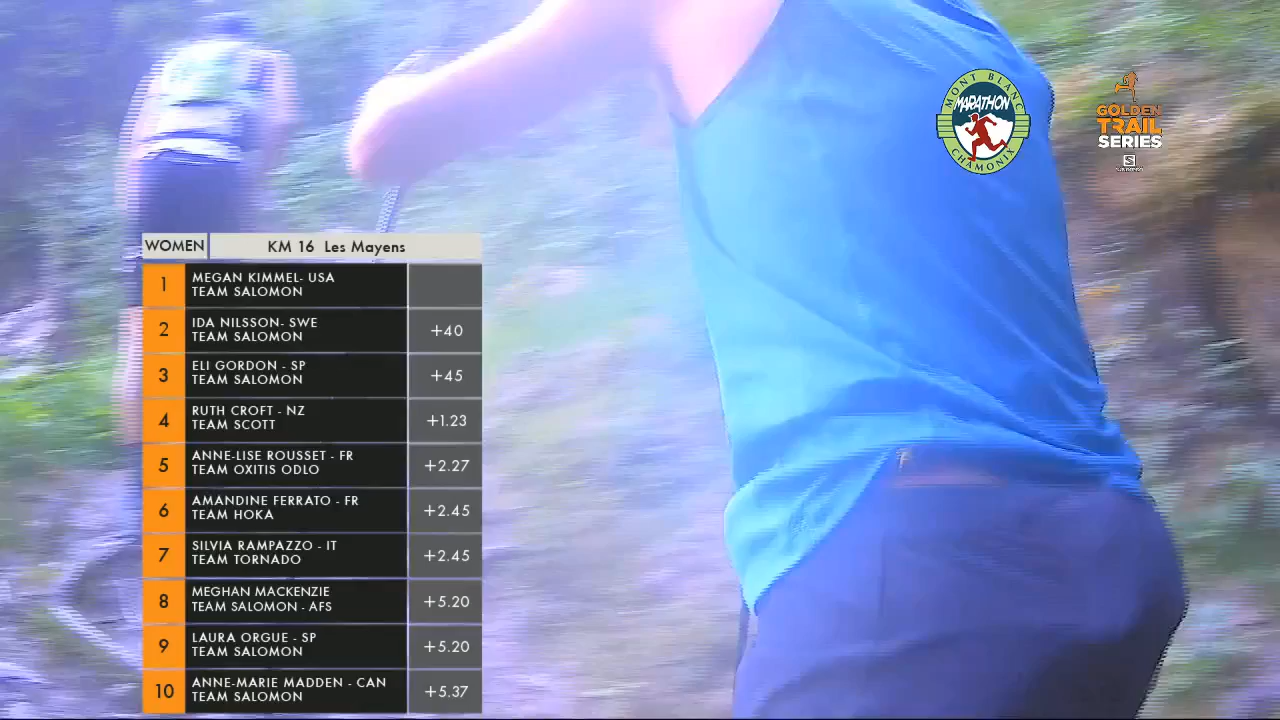 MONT BLANC
MARATHON
CHAMONIX
GOLDEN
TRAIL
SERIES
WOMEN KM 16 Les Mayens
1 MEGAN KIMMEL- USA
TEAM SALOMON
2 IDA NILSSON- SWE +40
TEAM SALOMON
3 ELI GORDON - SP +45
TEAM SALOMON
4 RUTH CROFT - NZ +1.23
TEAM SCOTT
5 ANNE-LISE ROUSSET - FR +2.27
TEAM OXITIS ODLO
6 AMANDINE FERRATO - FR +2.45
TEAM HOKA
7 SILVIA RAMPAZZO - IT +2.45
TEAM TORNADO
8 MEGHAN MACKENZIE +5.20
TEAM SALOMON - AFS
9 LAURA ORGUE - SP +5.20
TEAM SALOMON
10 ANNE-MARIE MADDEN - CAN +5.37
TEAM SALOMON